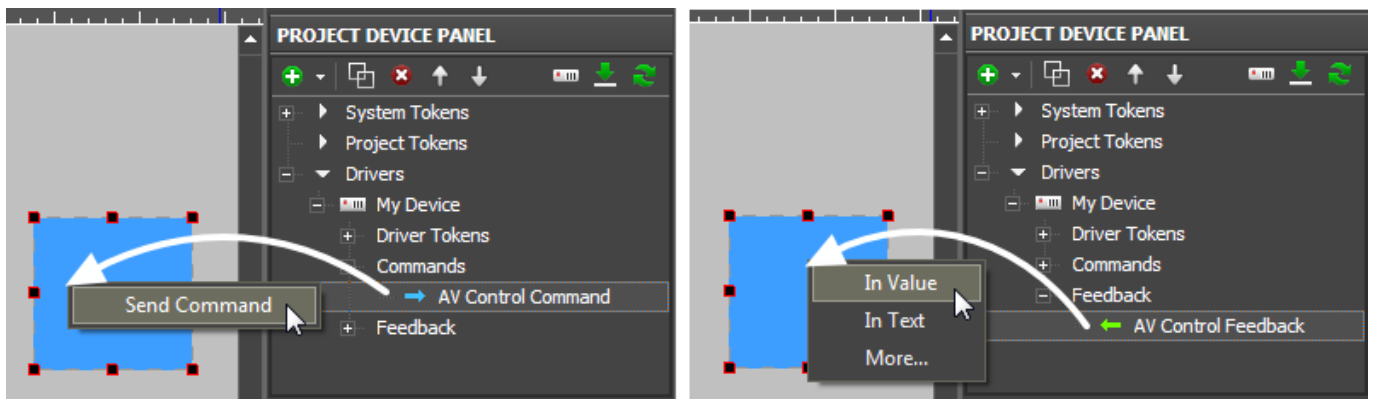 PROJECT DEVICE PANEL
System Tokens
Project Tokens
Drivers
My Device
Driver Tokens
Commands
AV Control Command
Feedback
Send Command
PROJECT DEVICE PANEL
System Tokens
Project Tokens
Drivers
My Device
Driver Tokens
Commands
Feedback
AV Control Feedback
In Value
In Text
More...